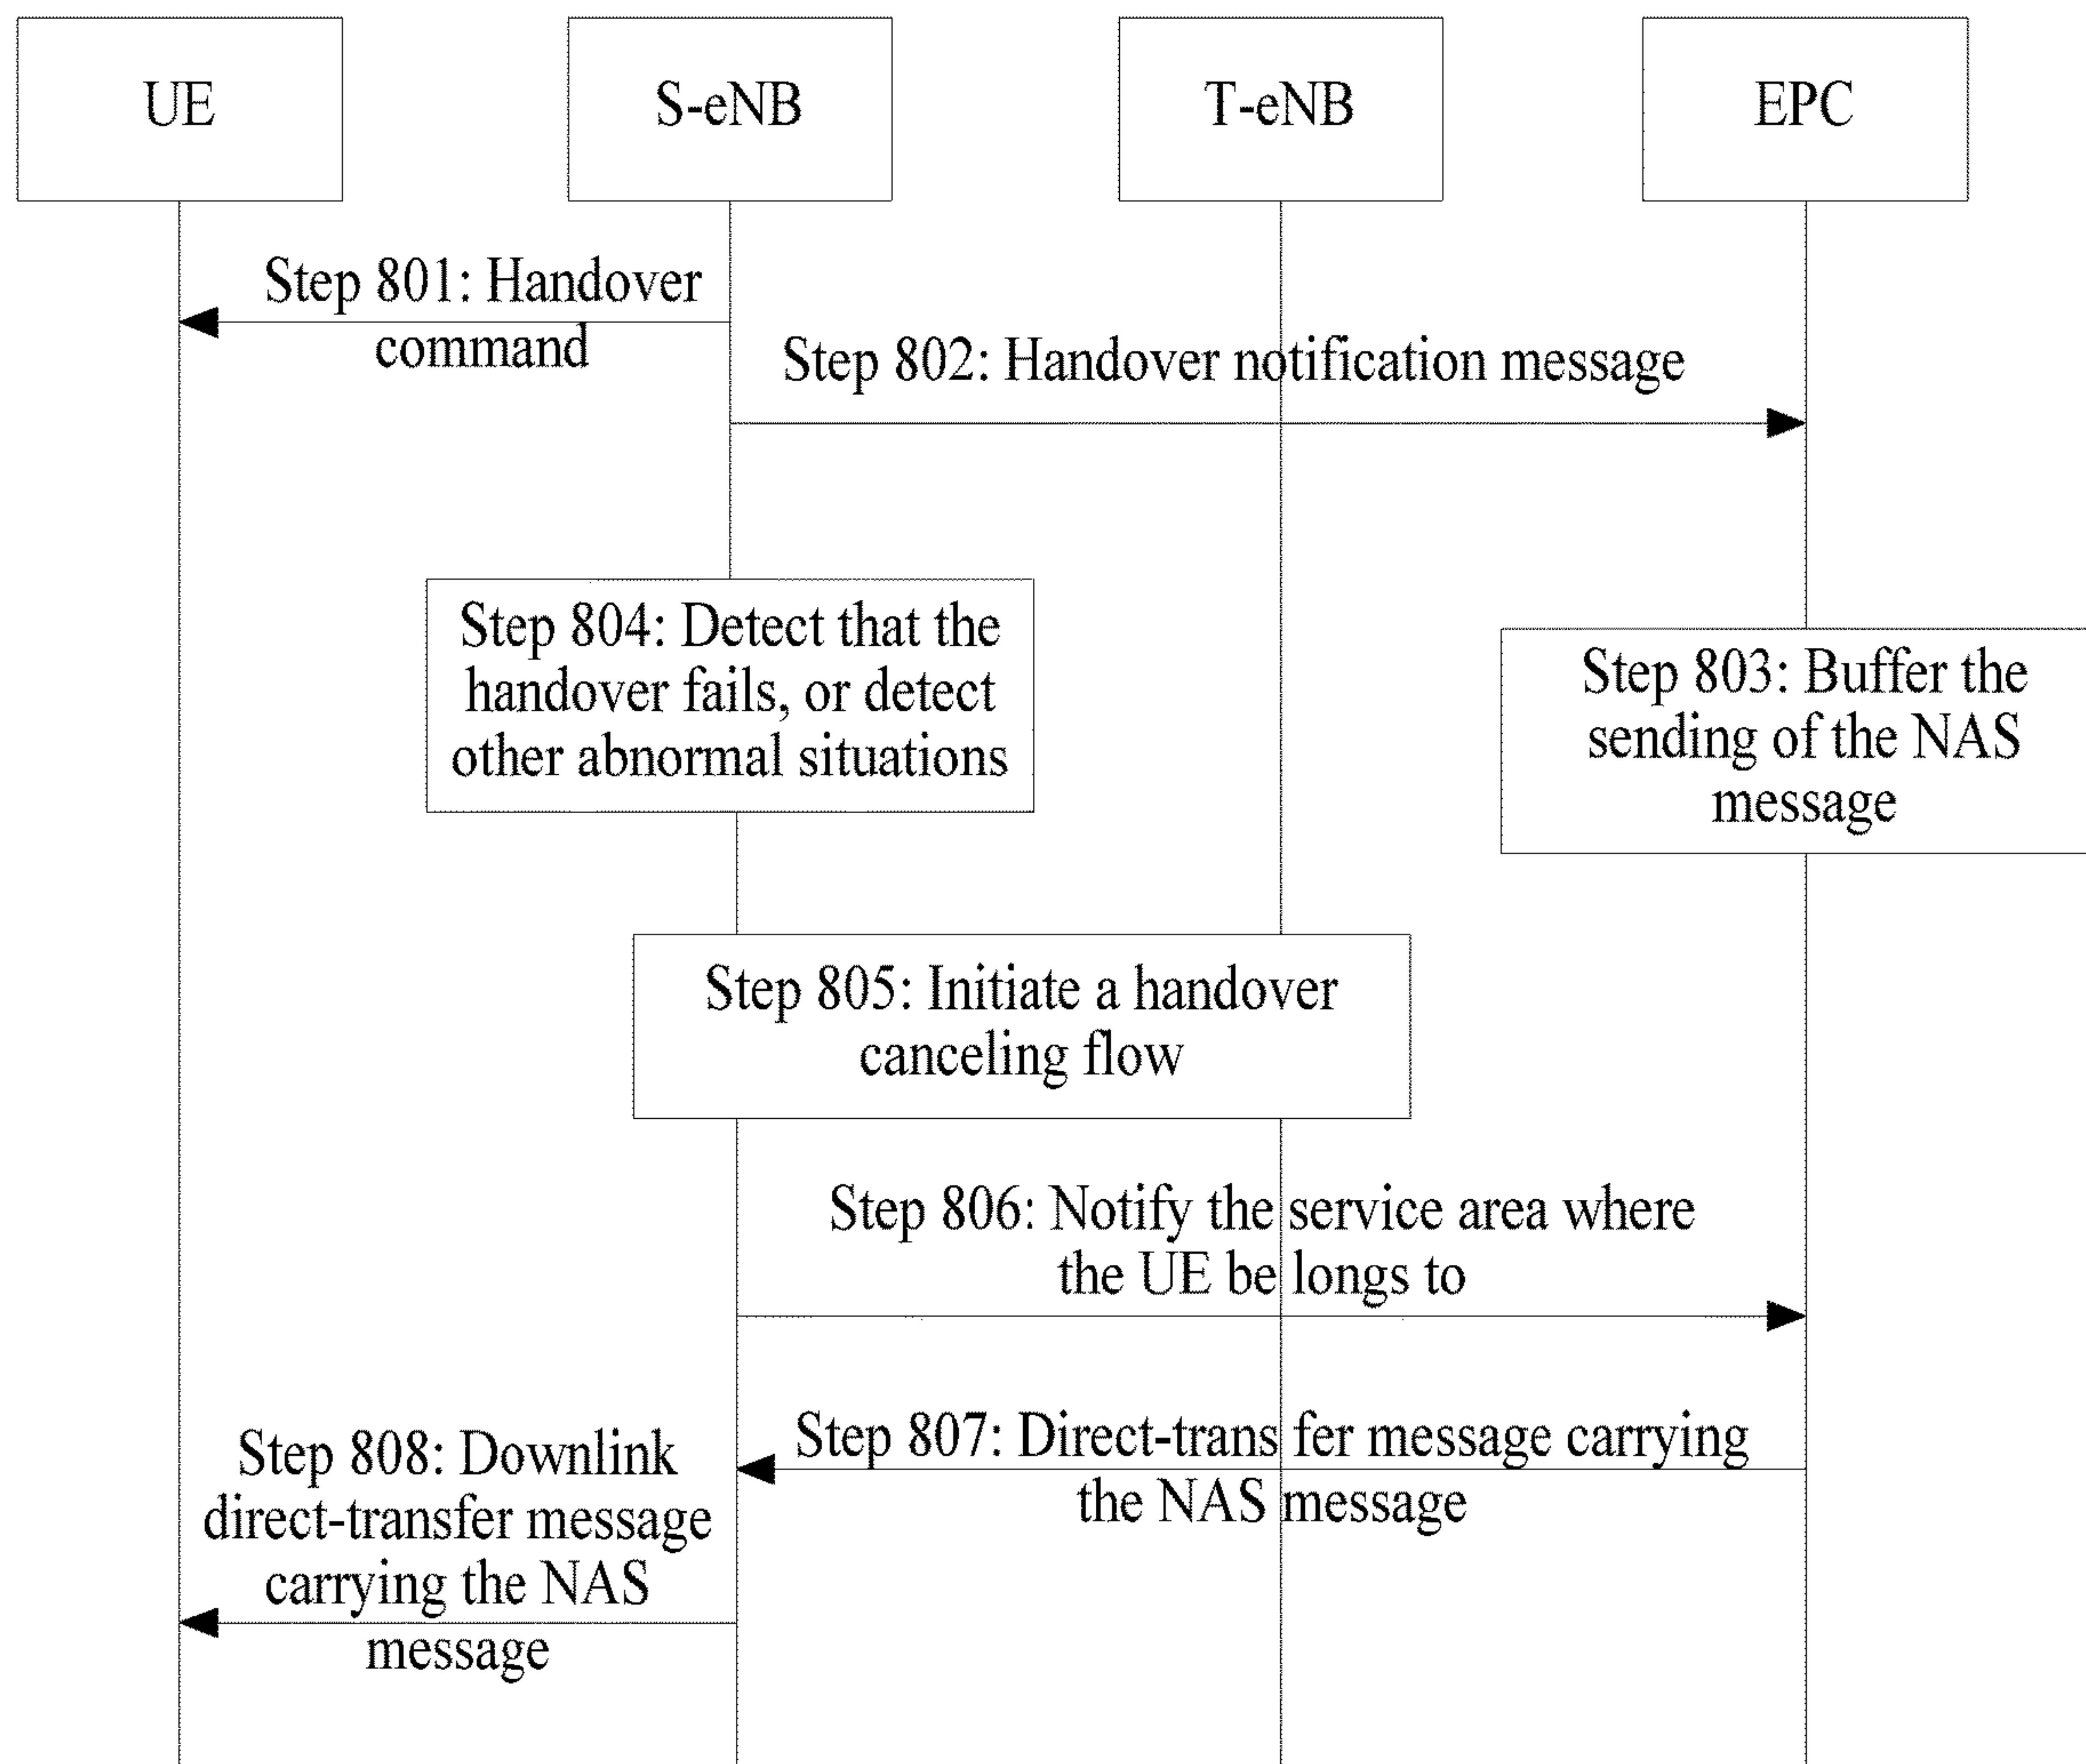 UE
S-eNB
T-eNB
EPC
Step 801: Handover
command
Step 802: Handover notification message
Step 804: Detect that the
handover fails, or detect
other abnormal situations
Step 803: Buffer the
sending of the NAS
message
Step 805: Initiate a handover
canceling flow
Step 806: Notify the service area where
the UE be longs to
Step 807: Direct-trans fer message carrying
the NAS message
Step 808: Downlink
direct-transfer message
carrying the NAS
message